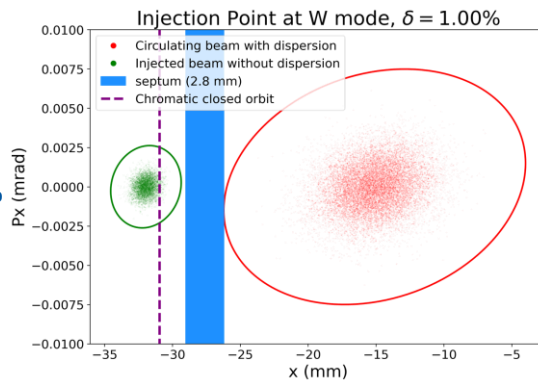 Injection Point at W mode, δ = 1.00%
Circulating beam with dispersion
Injected beam without dispersion
septum (2.8 mm)
Chromatic closed orbit
Px (mrad)
0.0100
0.0075
0.0050
0.0025
0.0000
−0.0025
−0.0050
−0.0075
−0.0100
−35 −30 −25 −20 −15 −10 −5
x (mm)